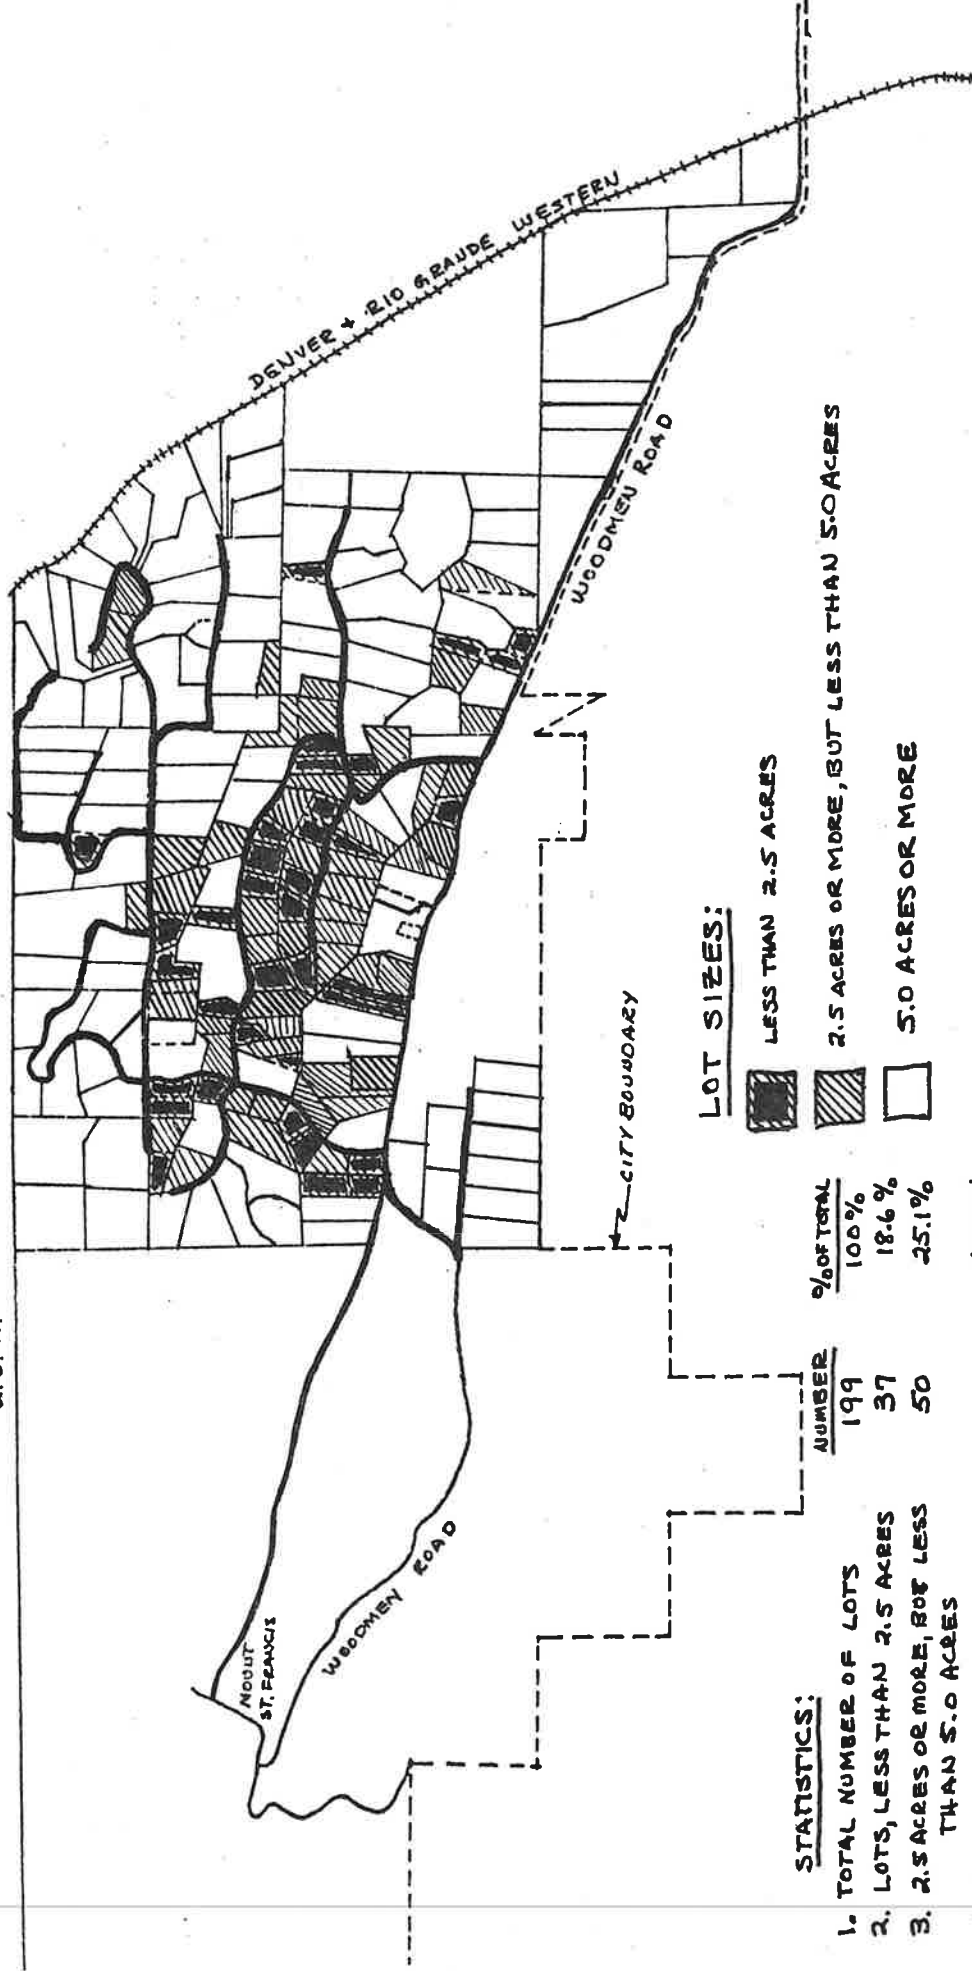 DENVER + RIO GRANDE WESTERN
WOODMEN ROAD
CITY BOUNDARY
MOUNT
ST. FRANCIS
WOODMEN ROAD
LOT SIZES:
LESS THAN 2.5 ACRES
2.5 ACRES OR MORE, BUT LESS THAN 5.0 ACRES
5.0 ACRES OR MORE
STATISTICS:
NUMBER % OF TOTAL
1. TOTAL NUMBER OF LOTS 199 100%
2. LOTS, LESS THAN 2.5 ACRES 37 18.6%
3. 2.5 ACRES OR MORE, BUT LESS 50 25.1%
THAN 5.0 ACRES